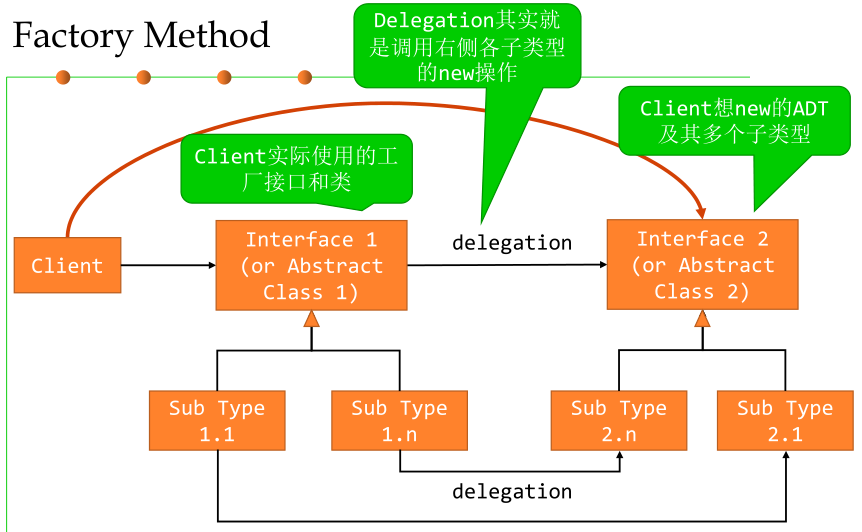 Factory Method
Delegation其实就
是调用右侧各子类型
的new操作
Client想new的ADT
及其多个子类型
Client实际使用的工
厂接口和类
Client
Interface 1
(or Abstract
Class 1)
delegation
Interface 2
(or Abstract
Class 2)
Sub Type
1.1
Sub Type
1.n
Sub Type
2.n
Sub Type
2.1
delegation